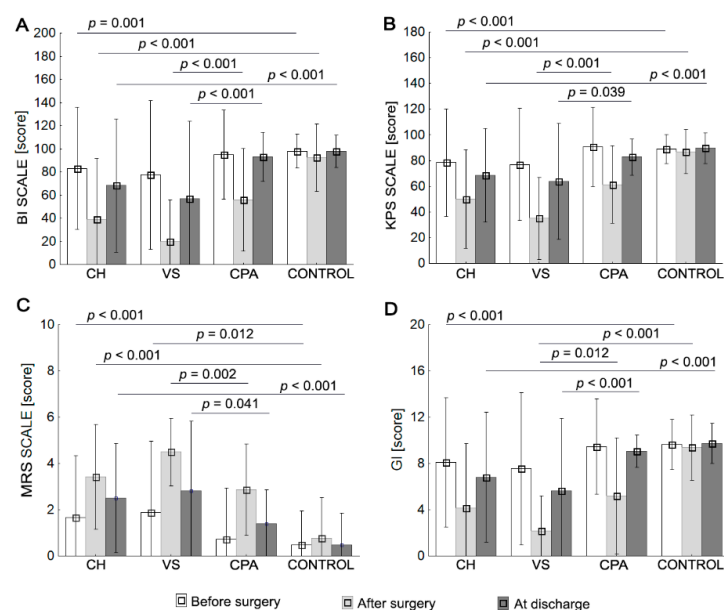 A
BI SCALE [score]
200
180
160
140
120
100
80
60
40
20
0
p = 0.001
p < 0.001
p < 0.001
p < 0.001
p < 0.001
CH VS CPA CONTROL
B
KPS SCALE [score]
180
160
140
120
100
80
60
40
20
0
p < 0.001
p < 0.001
p < 0.001
p < 0.001
p = 0.039
CH VS CPA CONTROL
C
MRS SCALE [score]
10
8
6
4
2
0
p < 0.001
p = 0.012
p < 0.001
p = 0.002
p < 0.001
p = 0.041
CH VS CPA CONTROL
D
GI [score]
20
16
12
8
4
0
p < 0.001
p < 0.001
p = 0.012
p < 0.001
p < 0.001
CH VS CPA CONTROL
Before surgery After surgery At discharge